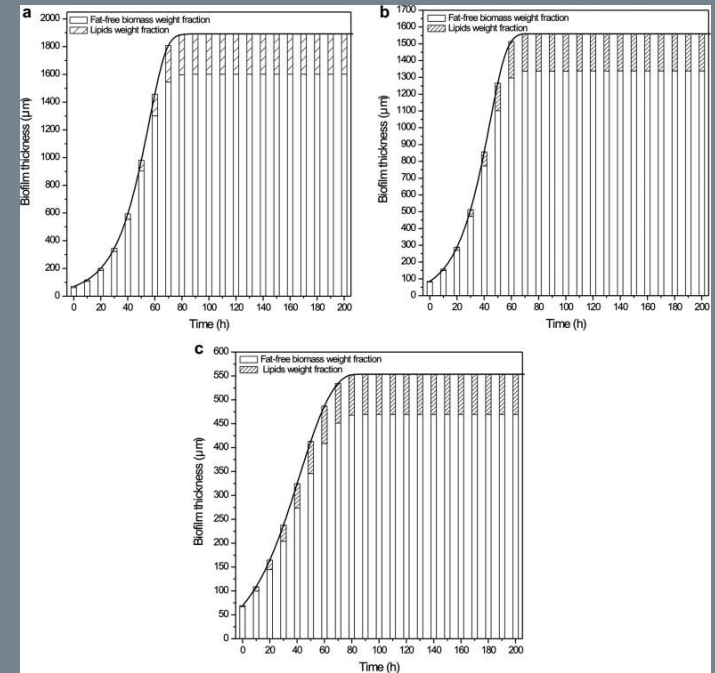 a
Fat-free biomass weight fraction
Lipids weight fraction
2000
1800
1600
1400
1200
1000
800
600
400
200
0
Biofilm thickness (µm)
0 20 40 60 80 100 120 140 160 180 200
Time (h)
b
Fat-free biomass weight fraction
Lipids weight fraction
1700
1600
1500
1400
1300
1200
1100
1000
900
800
700
600
500
400
300
200
100
0
Biofilm thickness (µm)
0 20 40 60 80 100 120 140 160 180 200
Time (h)
c
Fat-free biomass weight fraction
Lipids weight fraction
600
550
500
450
400
350
300
250
200
150
100
50
0
Biofilm thickness (µm)
0 20 40 60 80 100 120 140 160 180 200
Time (h)